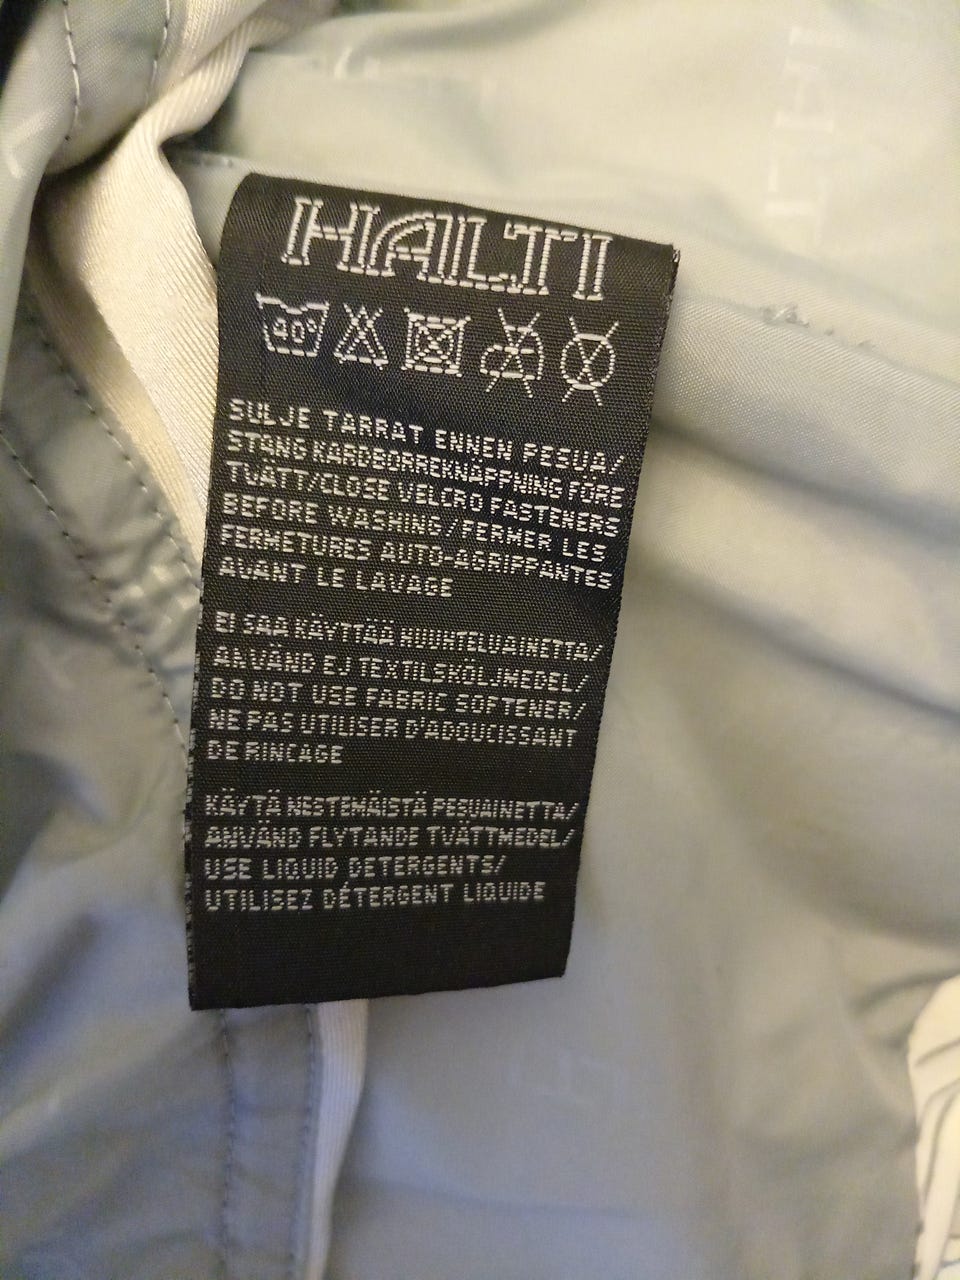 HALTI
40°
SULJE TARRAT ENNEN PESUA/
STÄNG KARDBORREKNÄPPNING FÖRE
TVÄTT/CLOSE VELCRO FASTENERS
BEFORE WASHING/FERMER LES
FERMETURES AUTO-AGRIPPANTES
AVANT LE LAVAGE
EI SAA KÄYTTÄÄ HUUHTELUAINETTA/
ANVÄND EJ TEXTILSKÖLJMEDEL/
DO NOT USE FABRIC SOFTENER/
NE PAS UTILISER D'ADOUCISSANT
DE RINCAGE
KÄYTÄ NESTEMÄISTÄ PESUAINETTA/
ANVÄND FLYTANDE TVÄTTMEDEL/
USE LIQUID DETERGENTS/
UTILISEZ DÉTERGENT LIQUIDE